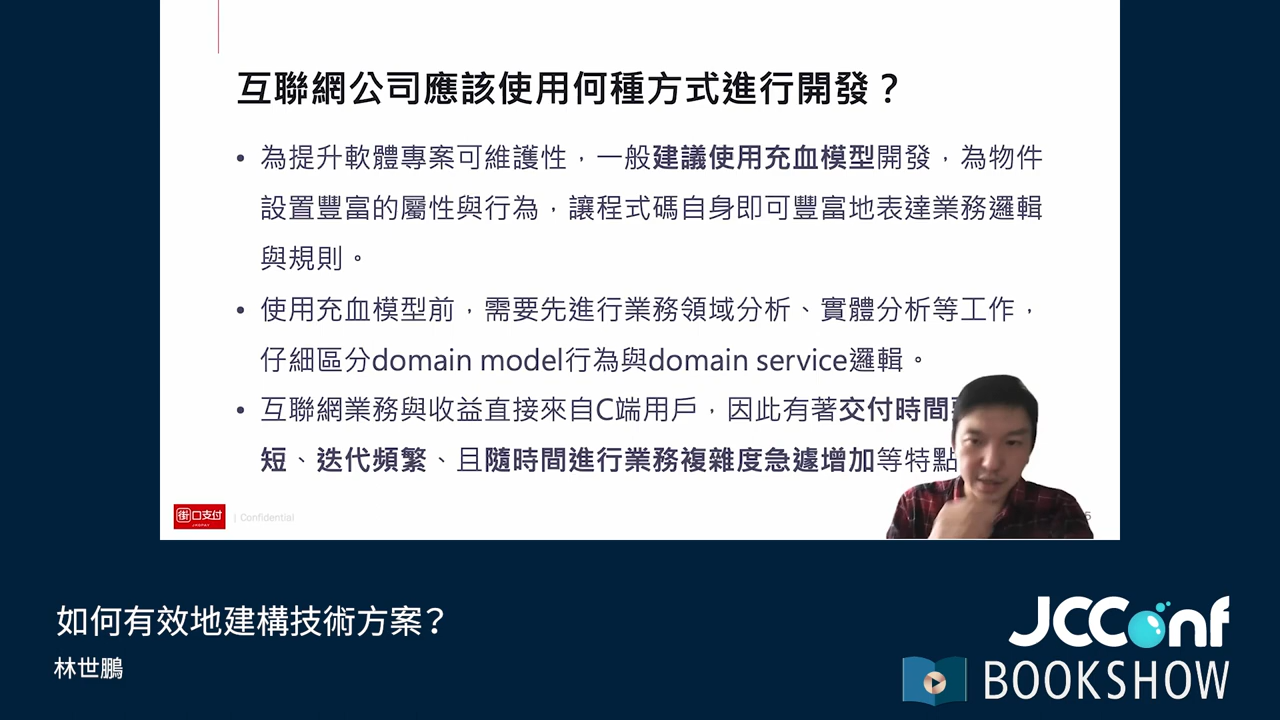 互聯網公司應該使用何種方式進行開發？
• 為提升軟體專案可維護性，一般建議使用充血模型開發，為物件
設置豐富的屬性與行為，讓程式碼自身即可豐富地表達業務邏輯
與規則。
• 使用充血模型前，需要先進行業務領域分析、實體分析等工作，
仔細區分domain model行為與domain service邏輯。
• 互聯網業務與收益直接來自C端用戶，因此有著交付時間
短、迭代頻繁、且隨時間進行業務複雜度急遽增加等特點
街口支付
JKOPAY
| Confidential
5
如何有效地建構技術方案？
林世鵬
JCConf
BOOKSHOW